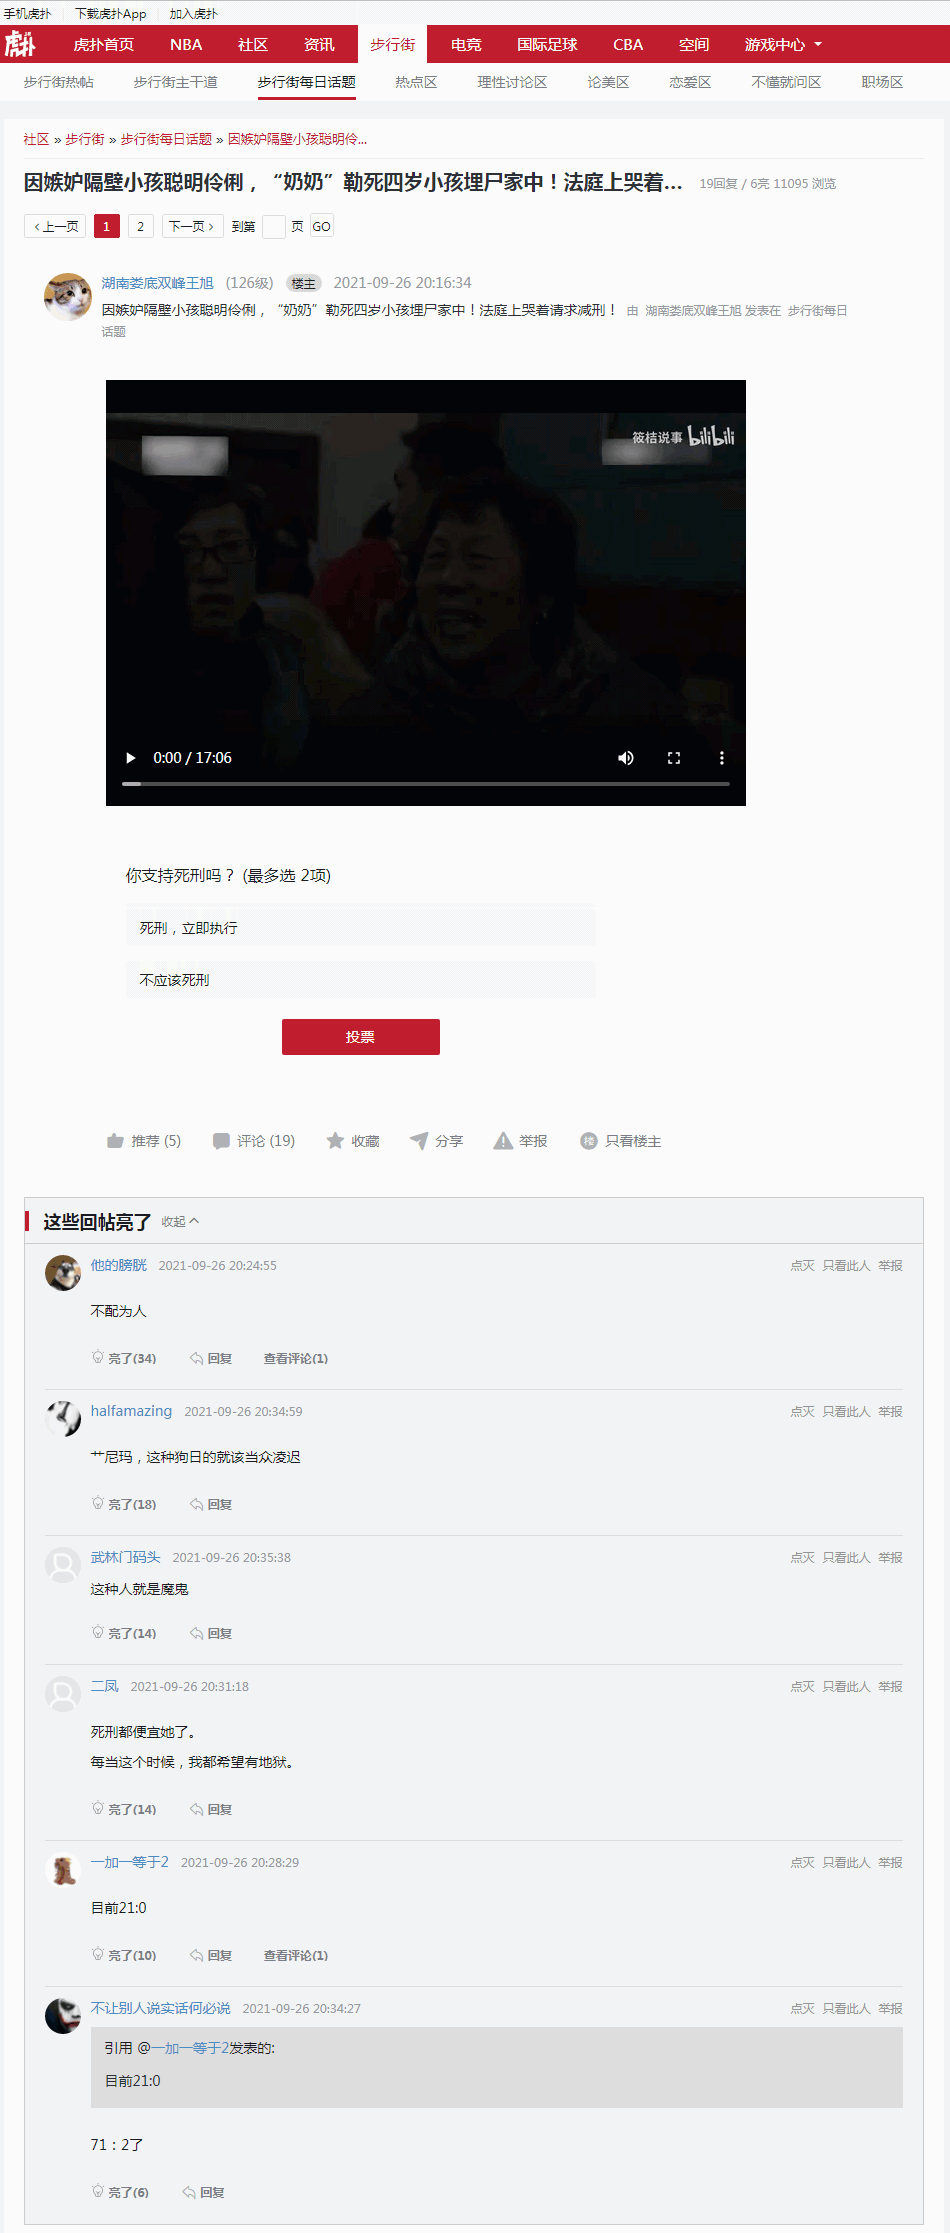 手机虎扑 下载虎扑App 加入虎扑
虎扑 虎扑首页 NBA 社区 资讯 步行街 电竞 国际足球 CBA 空间 游戏中心
步行街热帖 步行街主干道 步行街每日话题 热点区 理性讨论区 论美区 恋爱区 不懂就问区 职场区
社区 » 步行街 » 步行街每日话题 » 因嫉妒隔壁小孩聪明伶...
因嫉妒隔壁小孩聪明伶俐，“奶奶”勒死四岁小孩埋尸家中！法庭上哭着... 19回复 / 6亮 11095 浏览
‹ 上一页 1 2 下一页 › 到第 页 GO
湖南娄底双峰王旭 (126级) 楼主 2021-09-26 20:16:34
因嫉妒隔壁小孩聪明伶俐，“奶奶”勒死四岁小孩埋尸家中！法庭上哭着请求减刑！ 由 湖南娄底双峰王旭 发表在 步行街每日
话题
筱桔说事 bilibili
0:00 / 17:06
你支持死刑吗？ (最多选 2项)
死刑，立即执行
不应该死刑
投票
推荐 (5) 评论 (19) 收藏 分享 举报 楼 只看楼主
这些回帖亮了 收起
他的膀胱 2021-09-26 20:24:55 点灭 只看此人 举报
不配为人
亮了(34) 回复 查看评论(1)
halfamazing 2021-09-26 20:34:59 点灭 只看此人 举报
艹尼玛，这种狗日的就该当众凌迟
亮了(18) 回复
武林门码头 2021-09-26 20:35:38 点灭 只看此人 举报
这种人就是魔鬼
亮了(14) 回复
二凤 2021-09-26 20:31:18 点灭 只看此人 举报
死刑都便宜她了。
每当这个时候，我都希望有地狱。
亮了(14) 回复
一加一等于2 2021-09-26 20:28:29 点灭 只看此人 举报
目前21:0
亮了(10) 回复 查看评论(1)
不让别人说实话何必说 2021-09-26 20:34:27 点灭 只看此人 举报
引用 @一加一等于2发表的:
目前21:0
71：2了
亮了(6) 回复